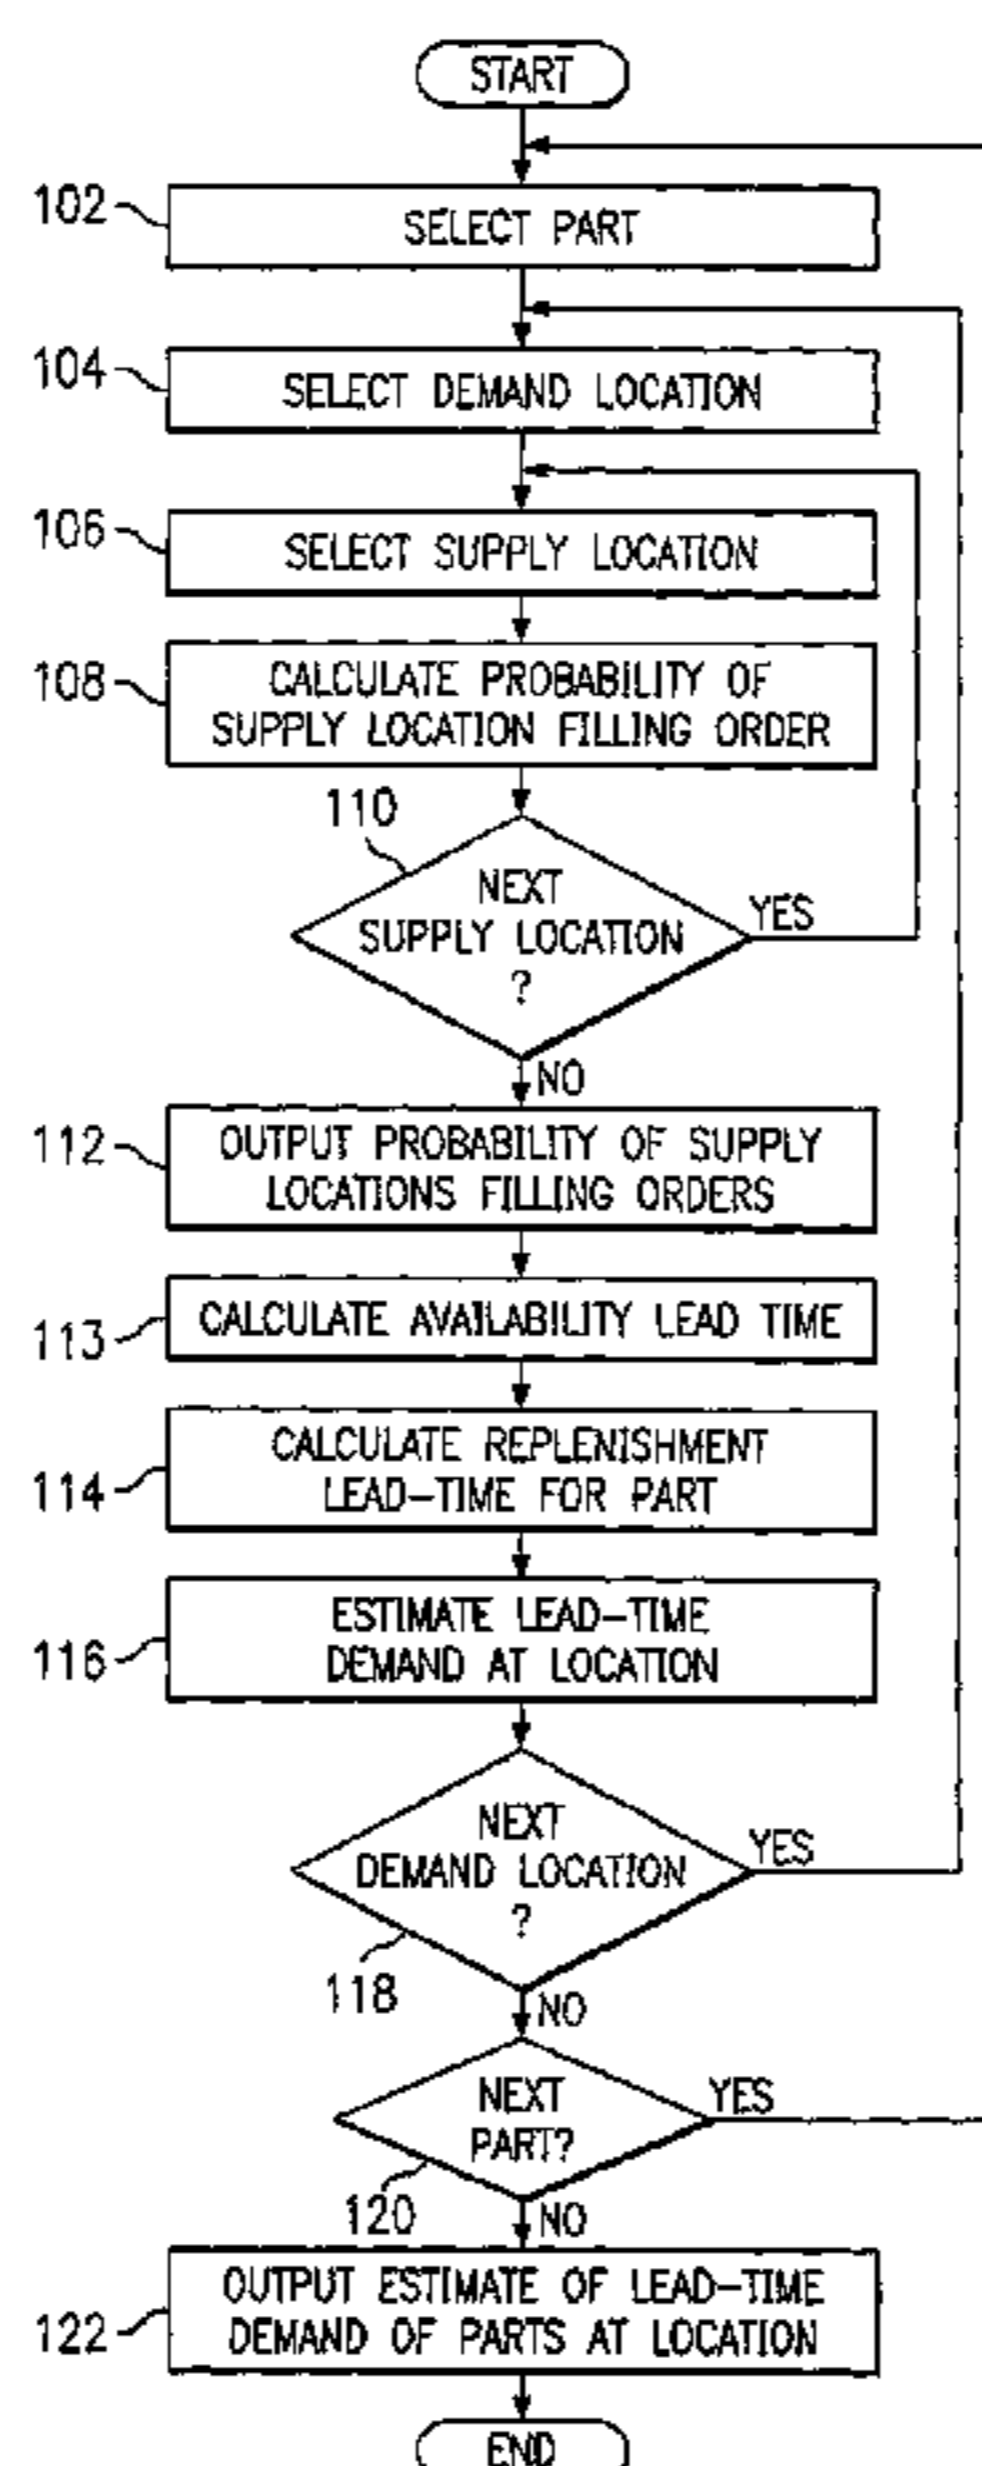 START
102
SELECT PART
104
SELECT DEMAND LOCATION
106
SELECT SUPPLY LOCATION
108
CALCULATE PROBABILITY OF
SUPPLY LOCATION FILLING ORDER
110
NEXT
SUPPLY LOCATION
?
YES
NO
112
OUTPUT PROBABILITY OF SUPPLY
LOCATIONS FILLING ORDERS
113
CALCULATE AVAILABILITY LEAD TIME
114
CALCULATE REPLENISHMENT
LEAD-TIME FOR PART
116
ESTIMATE LEAD-TIME
DEMAND AT LOCATION
NEXT
DEMAND LOCATION
?
YES
118
NO
NEXT
PART?
YES
120
NO
122
OUTPUT ESTIMATE OF LEAD-TIME
DEMAND OF PARTS AT LOCATION
END